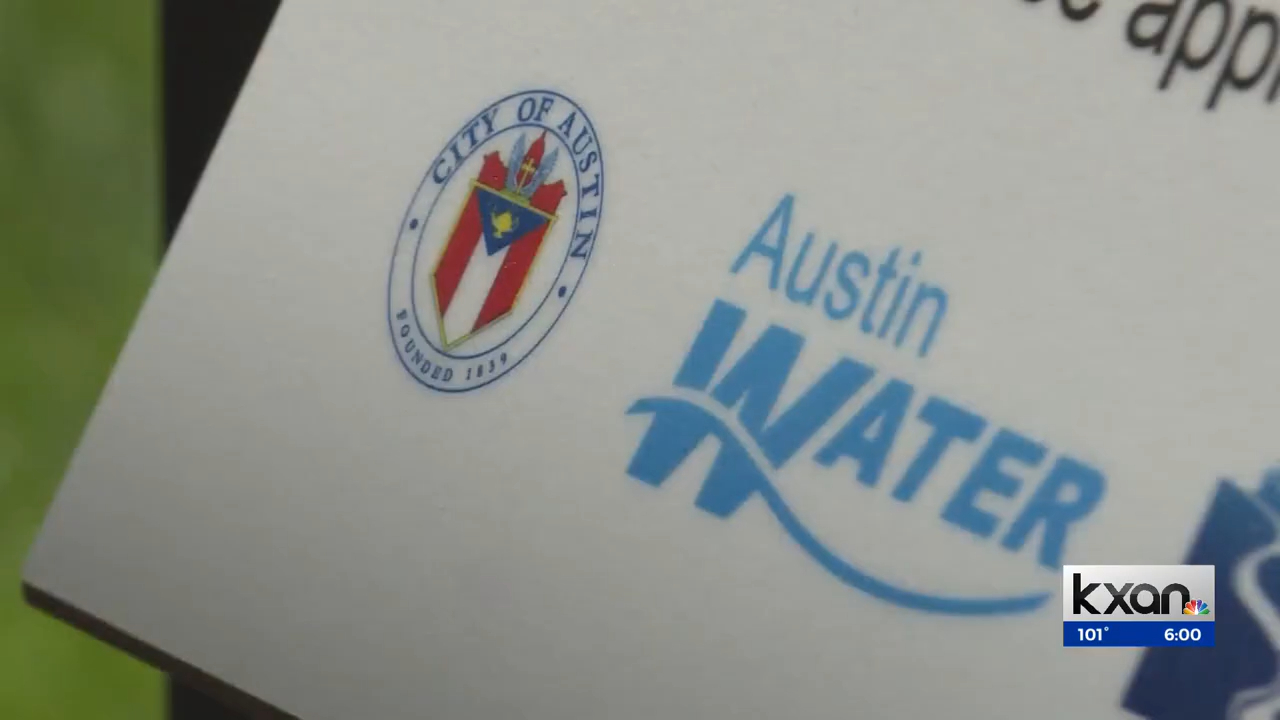 CITY OF AUSTIN
FOUNDED 1839
Austin
WATER
kxan
101° 6:00